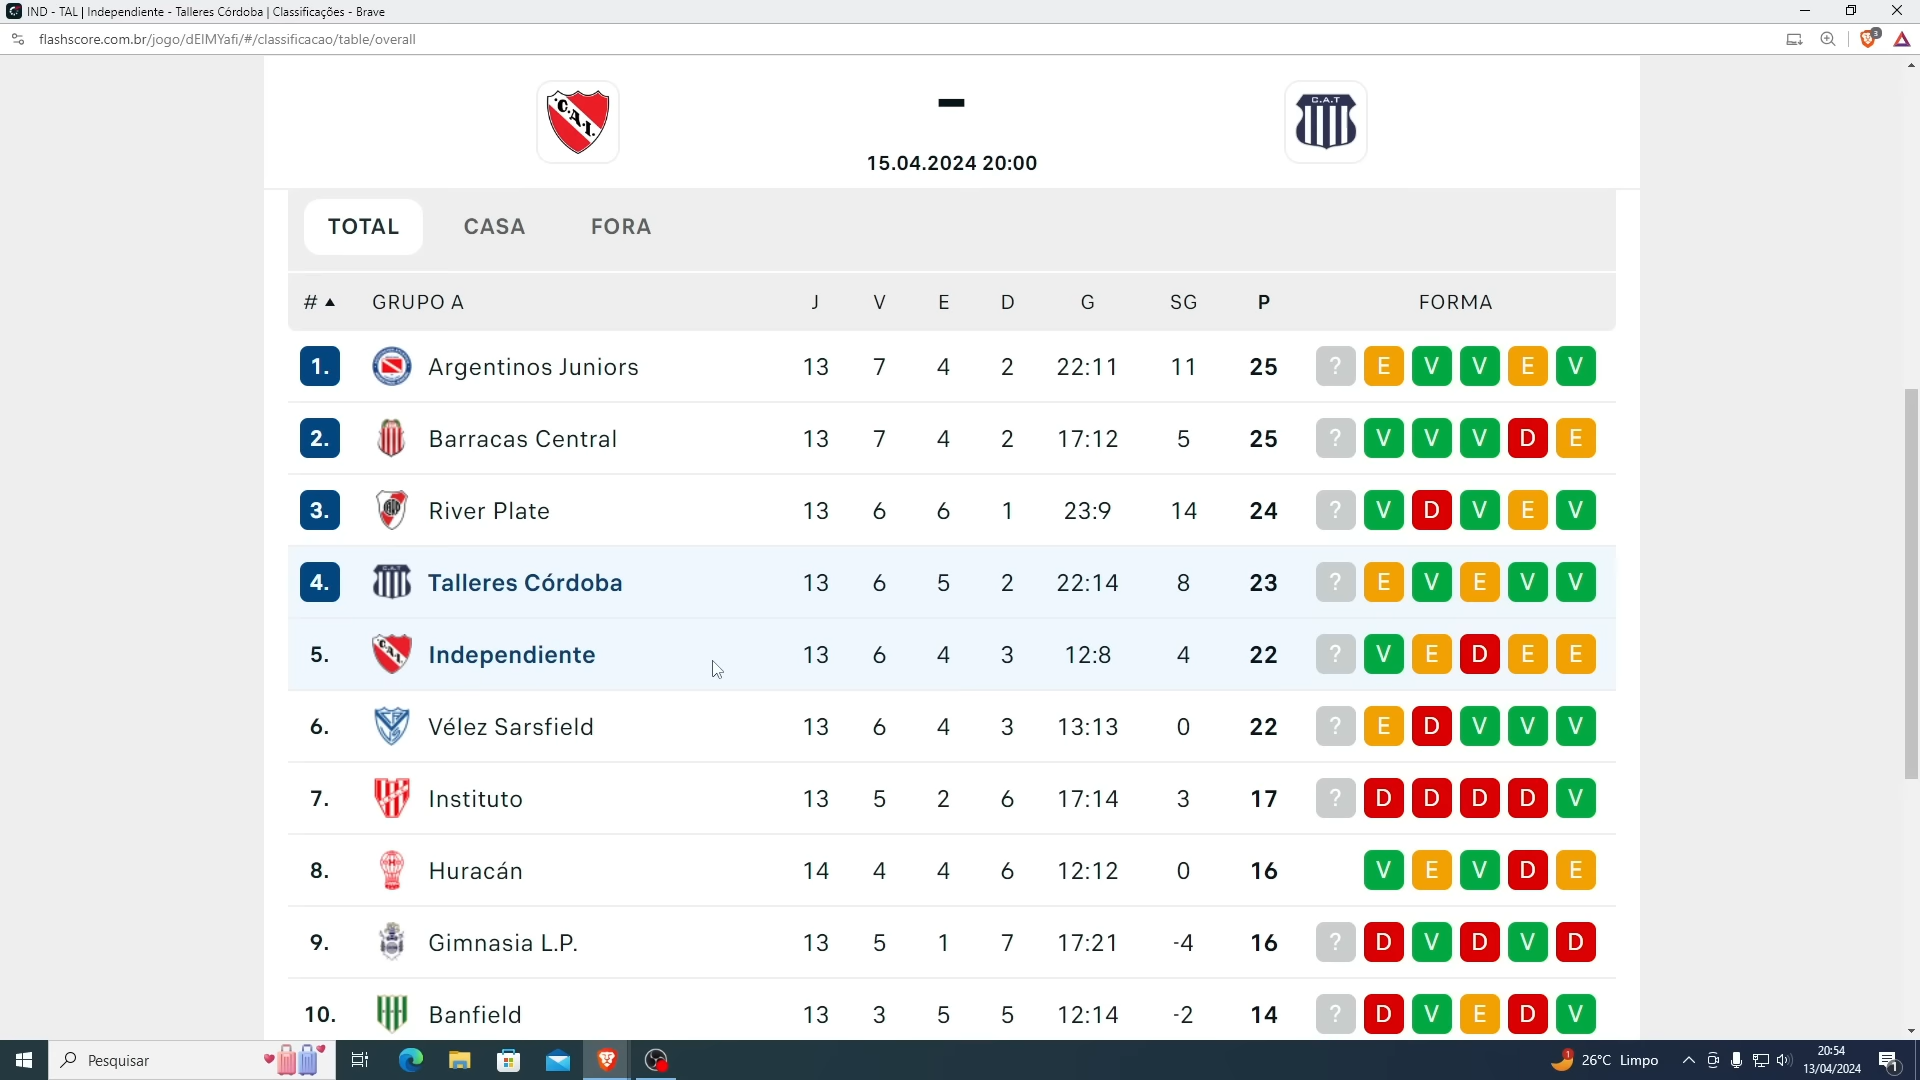 IND - TAL | Independiente - Talleres Córdoba | Classificações - Brave
flashscore.com.br/jogo/dEIMYafi/#/classificacao/table/overall
3
C.A.I.
-
C.A.T
15.04.2024 20:00
TOTAL CASA FORA
# GRUPO A J V E D G SG P FORMA
1. Argentinos Juniors 13 7 4 2 22:11 11 25 ? E V V E V
2. Barracas Central 13 7 4 2 17:12 5 25 ? V V V D E
3. River Plate 13 6 6 1 23:9 14 24 ? V D V E V
4. Talleres Córdoba 13 6 5 2 22:14 8 23 ? E V E V V
5. Independiente 13 6 4 3 12:8 4 22 ? V E D E E
6. Vélez Sarsfield 13 6 4 3 13:13 0 22 ? E D V V V
7. Instituto 13 5 2 6 17:14 3 17 ? D D D D V
8. Huracán 14 4 4 6 12:12 0 16 V E V D E
9. Gimnasia L.P. 13 5 1 7 17:21 -4 16 ? D V D V D
10. Banfield 13 3 5 5 12:14 -2 14 ? D V E D V
Pesquisar
1 26°C Limpo
20:54
13/04/2024
1